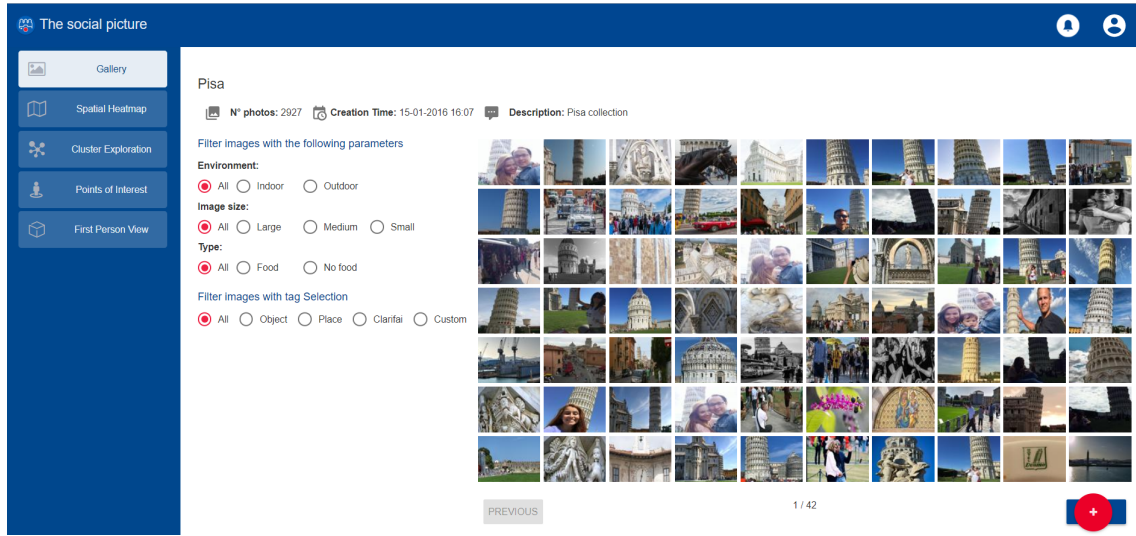 The social picture
Gallery
Spatial Heatmap
Cluster Exploration
Points of Interest
First Person View
Pisa
N° photos: 2927 Creation Time: 15-01-2016 16:07 Description: Pisa collection
Filter images with the following parameters
Environment:
All Indoor Outdoor
Image size:
All Large Medium Small
Type:
All Food No food
Filter images with tag Selection
All Object Place Clarifai Custom
PREVIOUS 1 / 42 +